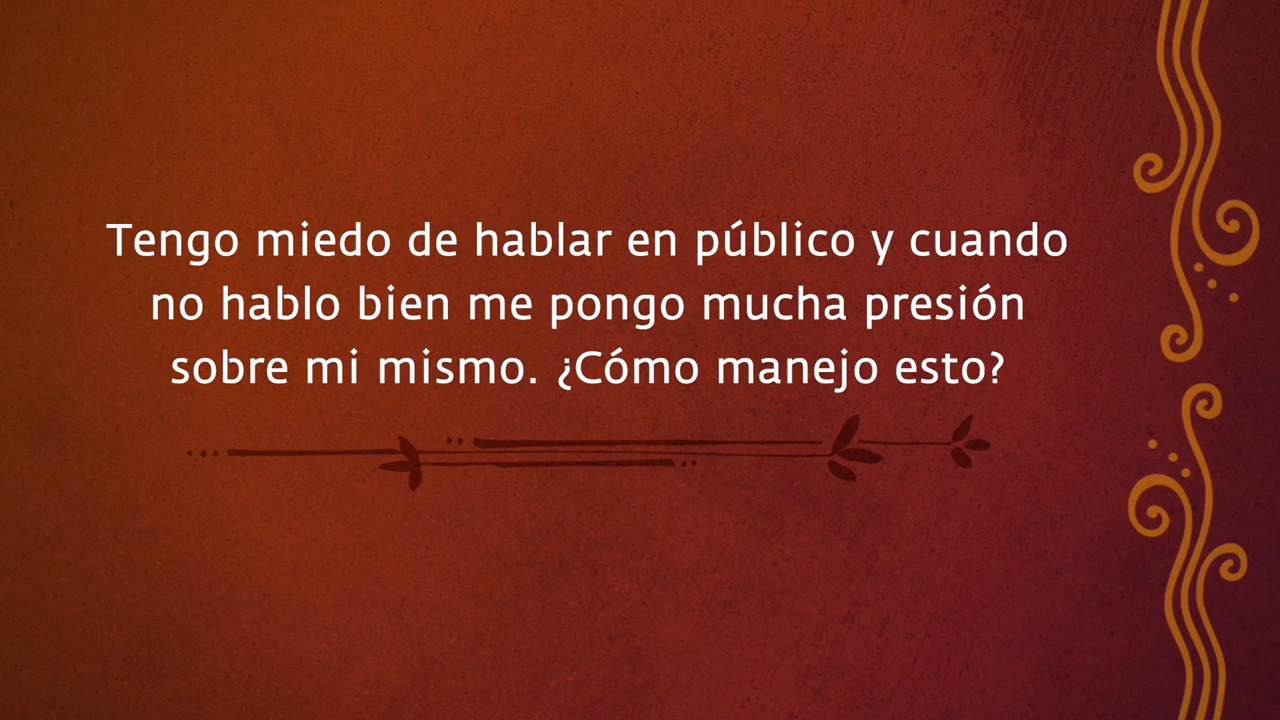 Tengo miedo de hablar en público y cuando
no hablo bien me pongo mucha presión
sobre mi mismo. ¿Cómo manejo esto?